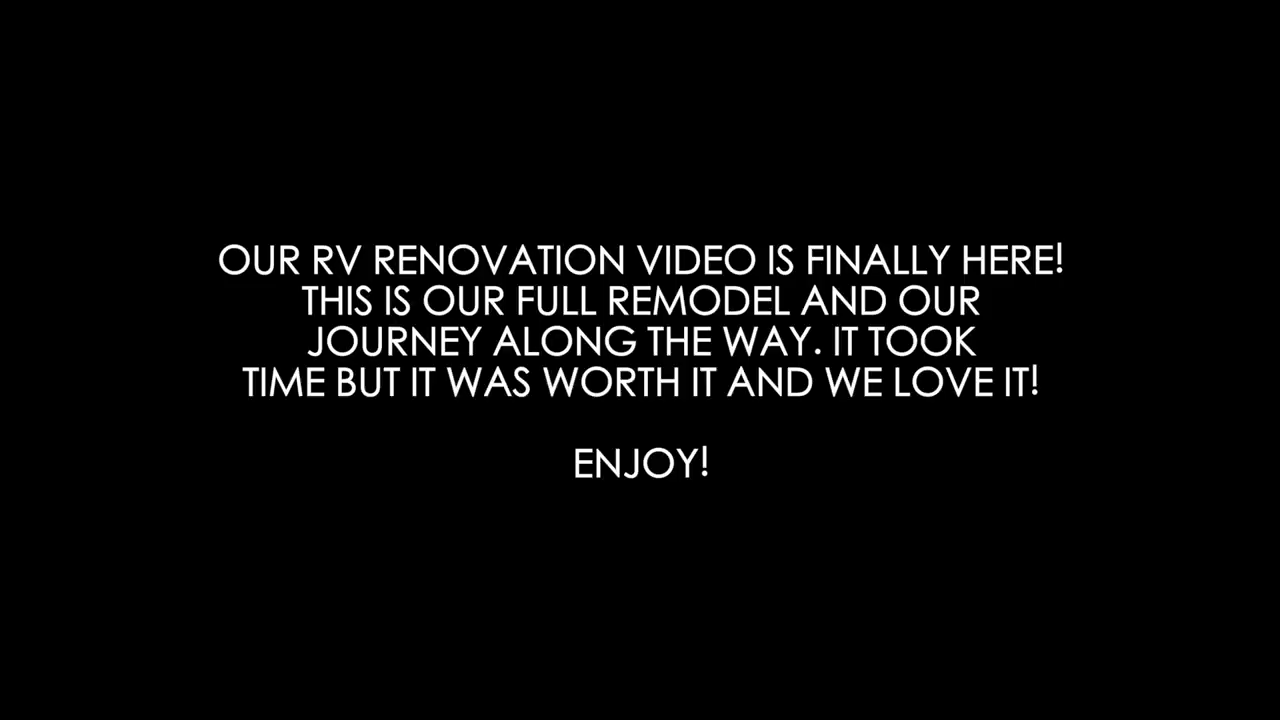 OUR RV RENOVATION VIDEO IS FINALLY HERE!
THIS IS OUR FULL REMODEL AND OUR
JOURNEY ALONG THE WAY. IT TOOK
TIME BUT IT WAS WORTH IT AND WE LOVE IT!
ENJOY!